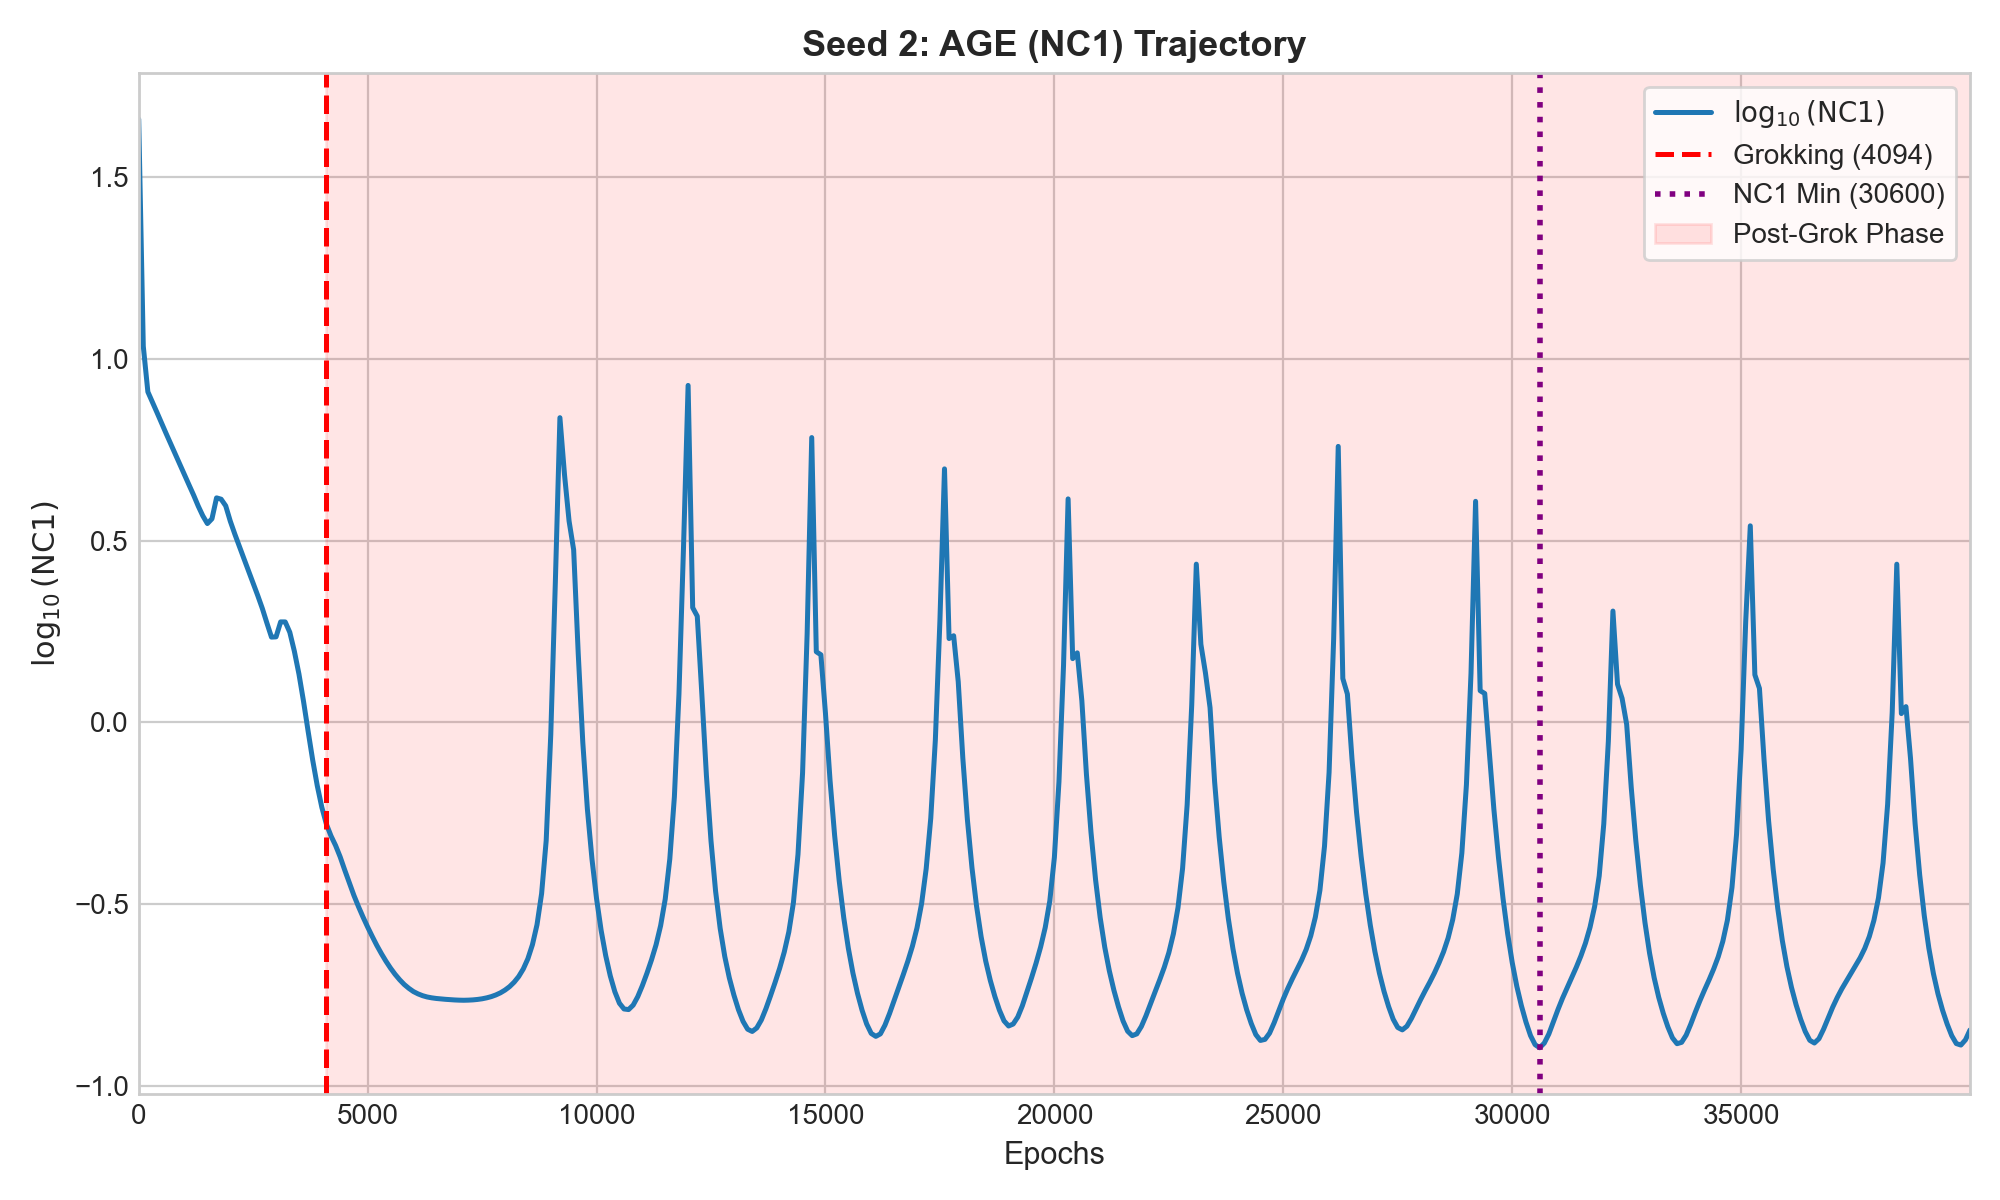 Seed 2: AGE (NC1) Trajectory
log₁₀ (NC1)
Grokking (4094)
NC1 Min (30600)
Post-Grok Phase
log₁₀ (NC1)
1.5
1.0
0.5
0.0
−0.5
−1.0
0 5000 10000 15000 20000 25000 30000 35000
Epochs